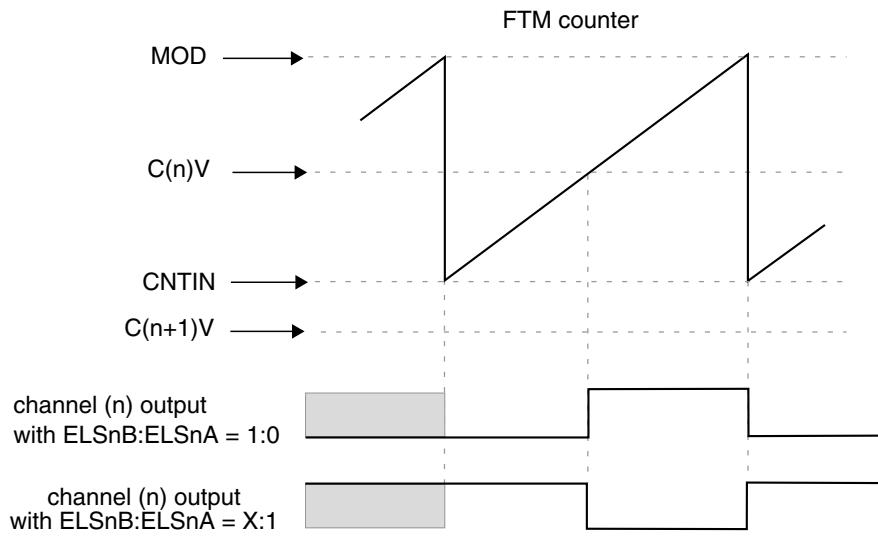 FTM counter
MOD
C(n)V
CNTIN
C(n+1)V
channel (n) output
with ELSnB:ELSnA = 1:0
channel (n) output
with ELSnB:ELSnA = X:1